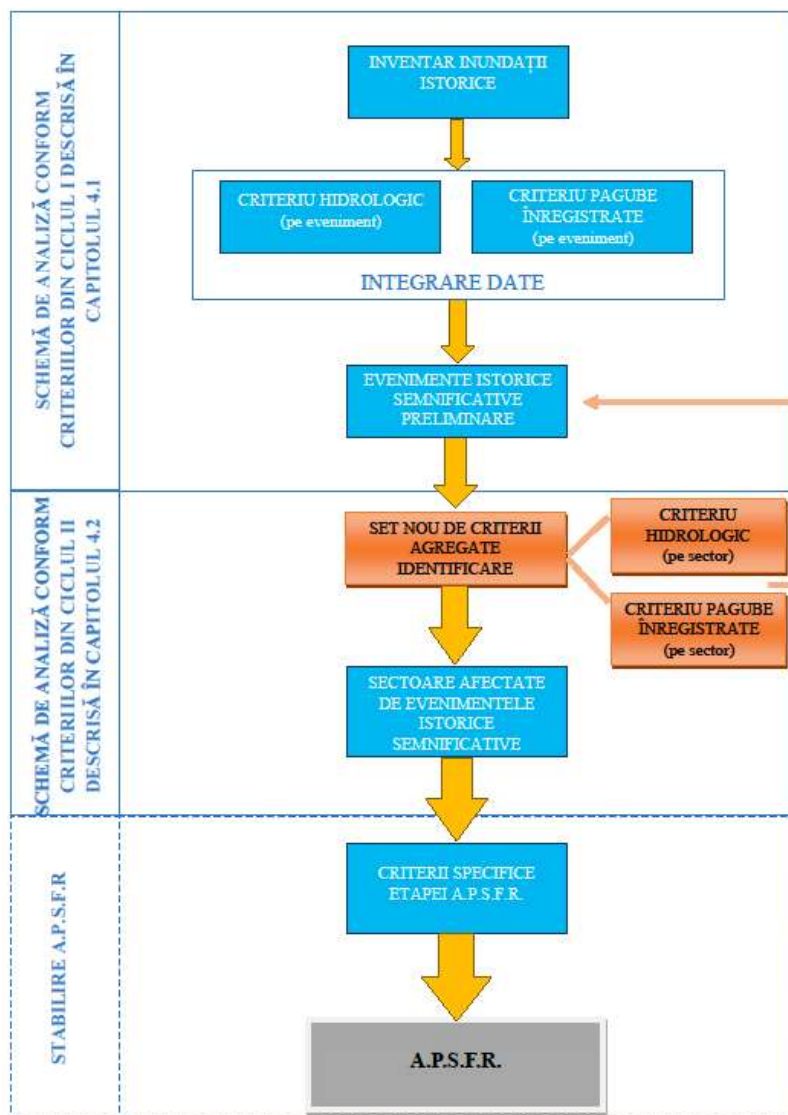 SCHEMĂ DE ANALIZĂ CONFORM
CRITERIILOR DIN CICLUL I DESCRISĂ ÎN
CAPITOLUL 4.1
INVENTAR INUNDAȚII
ISTORICE
CRITERIU HIDROLOGIC
(pe eveniment)
CRITERIU PAGUBE
ÎNREGISTRATE
(pe eveniment)
INTEGRARE DATE
EVENIMENTE ISTORICE
SEMNIFICATIVE
PRELIMINARE
SCHEMĂ DE ANALIZĂ CONFORM
CRITERIILOR DIN CICLUL II
DESCRISĂ ÎN CAPITOLUL 4.2
SET NOU DE CRITERII
AGREGATE
IDENTIFICARE
CRITERIU
HIDROLOGIC
(pe sector)
CRITERIU PAGUBE
ÎNREGISTRATE
(pe sector)
SECTOARE AFECTATE
DE EVENIMENTELE
ISTORICE
SEMNIFICATIVE
STABILIRE A.P.S.F.R
CRITERII SPECIFICE
ETAPEI A.P.S.F.R.
A.P.S.F.R.